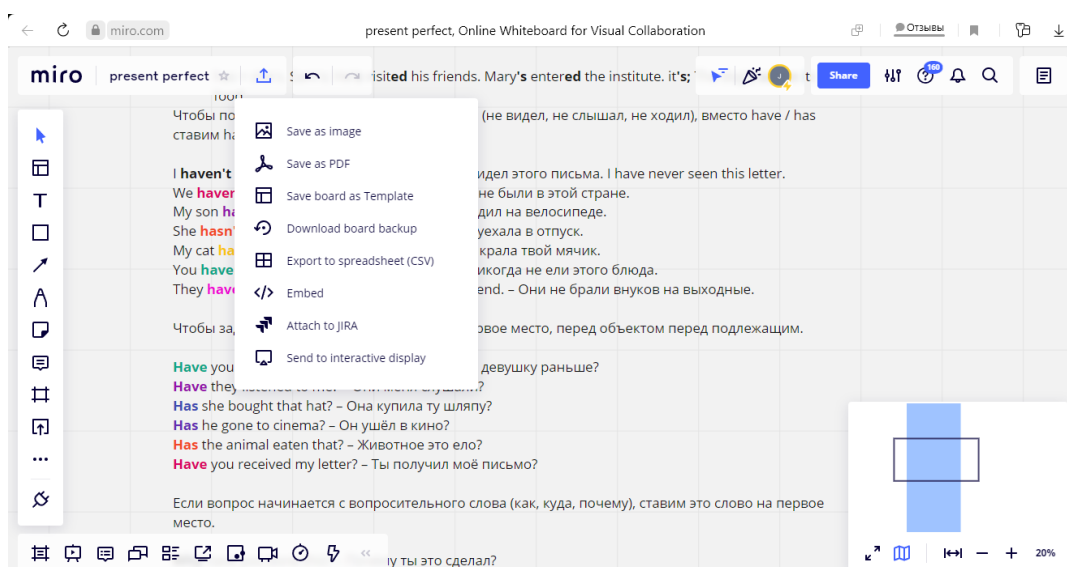 miro.com
present perfect, Online Whiteboard for Visual Collaboration
Отзывы
miro
present perfect
isited his friends. Mary's entered the institute. it's;
t
Share
160
J
Save as image
Save as PDF
Save board as Template
Download board backup
Export to spreadsheet (CSV)
Embed
Attach to JIRA
Send to interactive display
Чтобы по (не видел, не слышал, не ходил), вместо have / has
ставим ha
I haven't идел этого письма. I have never seen this letter.
We haven не были в этой стране.
My son ha дил на велосипеде.
She hasn' уехала в отпуск.
My cat ha крала твой мячик.
You have икогда не ели этого блюда.
They hav end. – Они не брали внуков на выходные.
Чтобы за рвое место, перед объектом перед подлежащим.
Have you девушку раньше?
Have they
Has she bought that hat? – Она купила ту шляпу?
Has he gone to cinema? – Он ушёл в кино?
Has the animal eaten that? – Животное это ело?
Have you received my letter? – Ты получил моё письмо?
Если вопрос начинается с вопросительного слова (как, куда, почему), ставим это слово на первое
место.
у ты это сделал?
20%